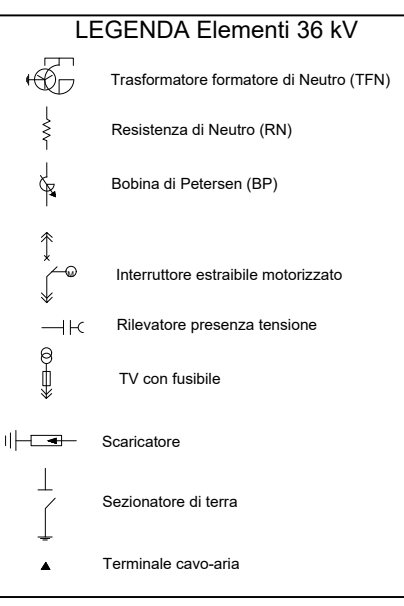 LEGENDA Elementi 36 kV
Trasformatore formatore di Neutro (TFN)
Resistenza di Neutro (RN)
Bobina di Petersen (BP)
M
Interruttore estraibile motorizzato
Rilevatore presenza tensione
TV con fusibile
Scaricatore
Sezionatore di terra
Terminale cavo-aria